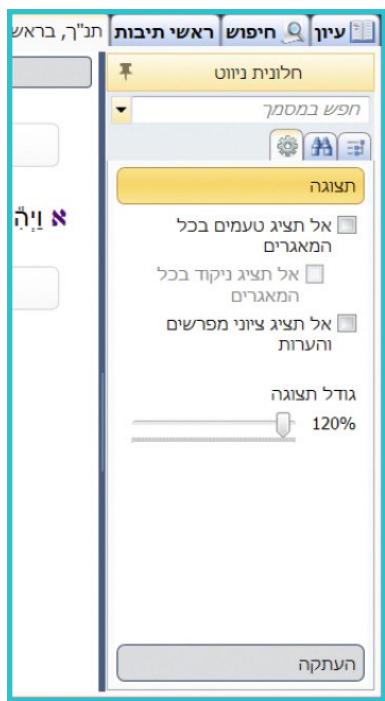 עיון חיפוש ראשי תיבות תנ"ך, בראש
חלונית ניווט
חפש במסמך
תצוגה
אל תציג טעמים בכל
המאגרים
אל תציג ניקוד בכל
המאגרים
אל תציג ציוני מפרשים
והערות
גודל תצוגה
120%
העתקה
א